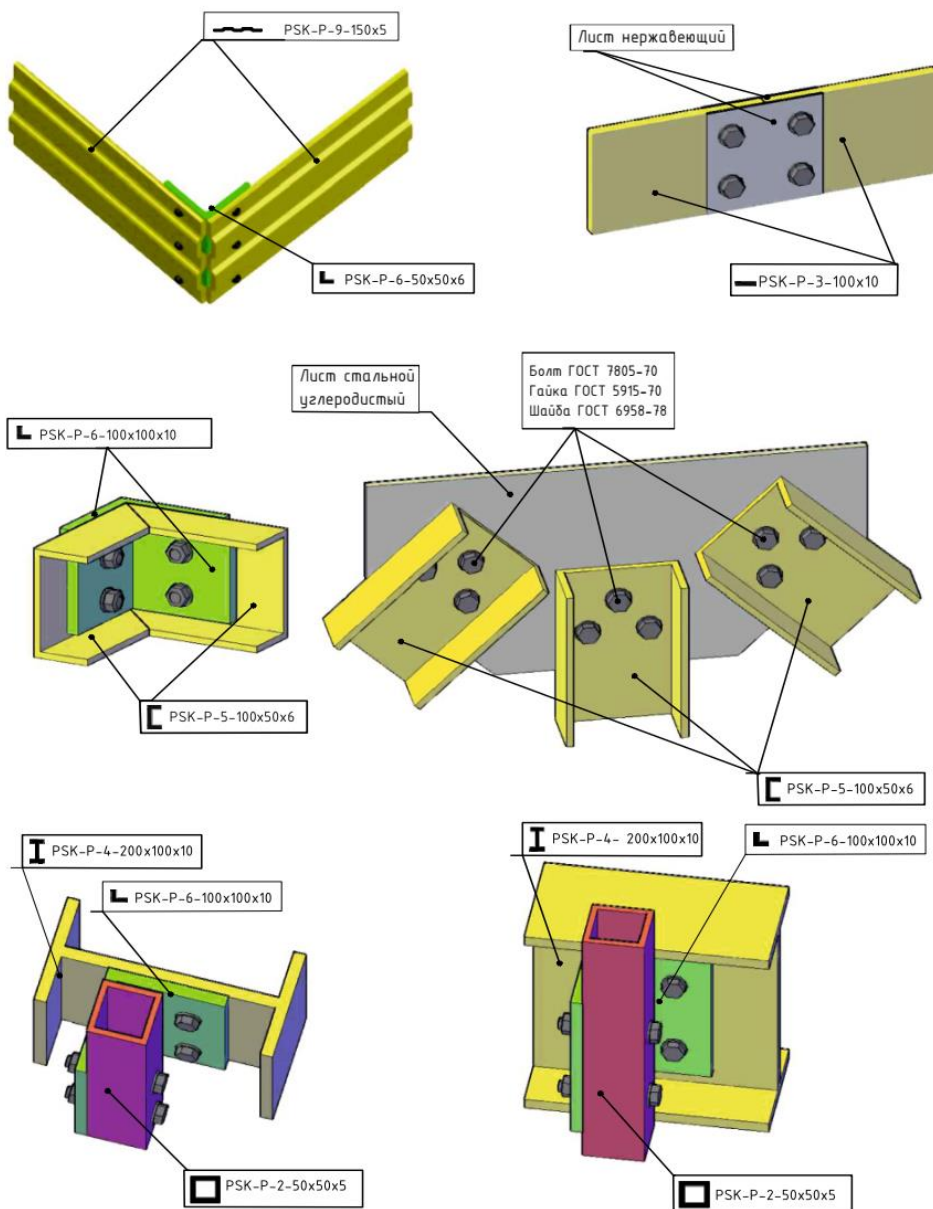 PSK-P-9-150x5
Лист нержавеющий
PSK-P-6-50x50x6
PSK-P-3-100x10
Лист стальной
углеродистый
Болт ГОСТ 7805-70
Гайка ГОСТ 5915-70
Шайба ГОСТ 6958-78
PSK-P-6-100x100x10
PSK-P-5-100x50x6
PSK-P-5-100x50x6
PSK-P-4-200x100x10
PSK-P-6-100x100x10
PSK-P-2-50x50x5
PSK-P-4- 200x100x10
PSK-P-6-100x100x10
PSK-P-2-50x50x5